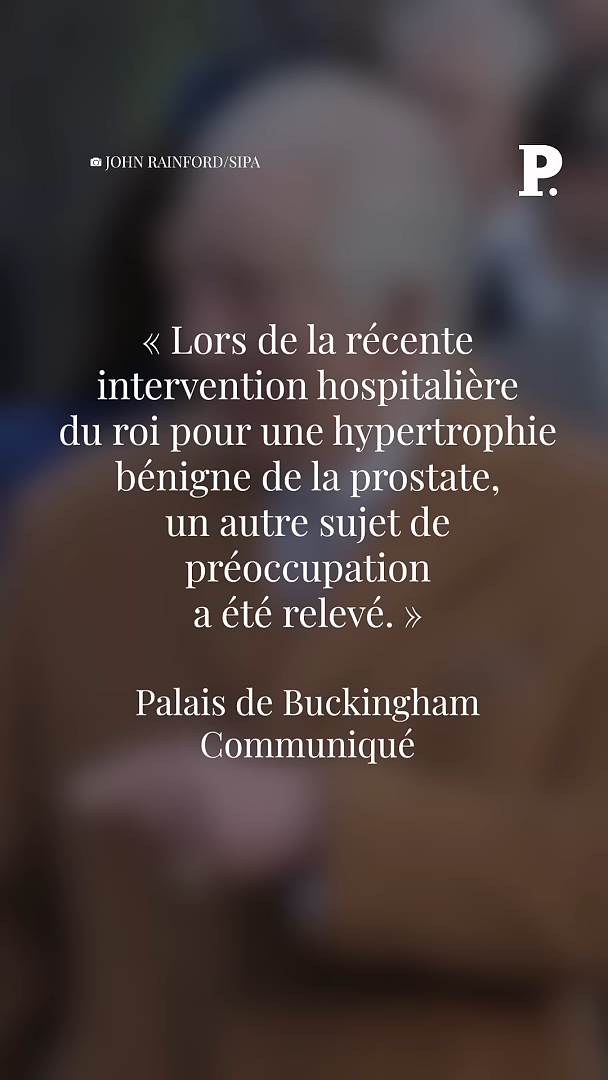 JOHN RAINFORD/SIPA
P.
« Lors de la récente
intervention hospitalière
du roi pour une hypertrophie
bénigne de la prostate,
un autre sujet de
préoccupation
a été relevé. »
Palais de Buckingham
Communiqué